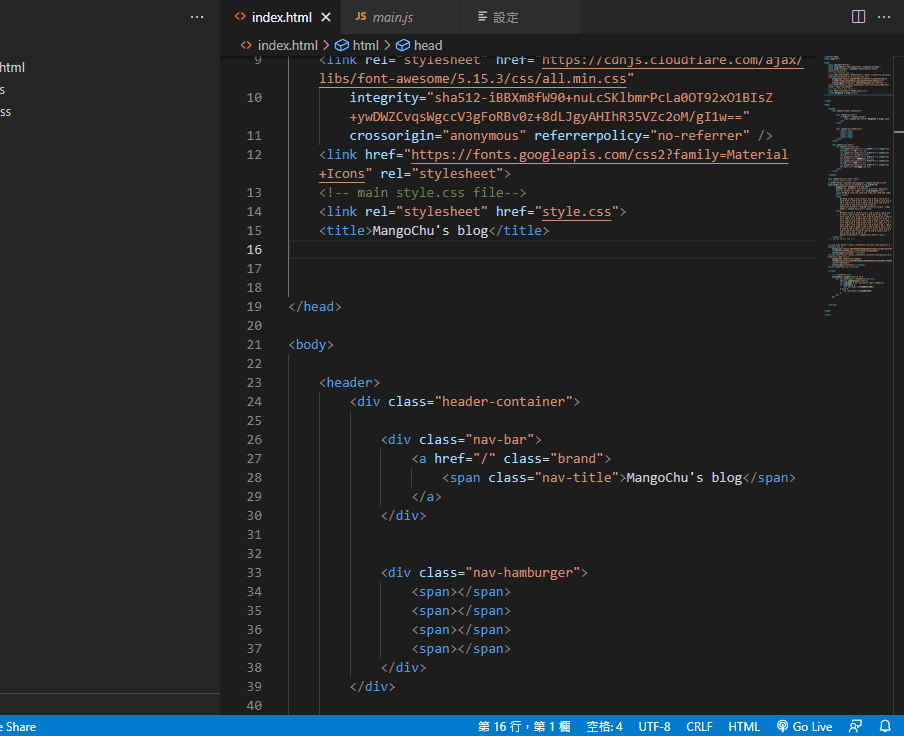 index.html
JS main.js
設定
index.html > html > head
html
s
ss
9 <link rel="stylesheet" href="https://cdnjs.cloudflare.com/ajax/
libs/font-awesome/5.15.3/css/all.min.css"
10 integrity="sha512-iBBXm8fW90+nuLcSKlbmrPcLa0OT92xO1BIsZ
+ywDWZCvqsWgccV3gFoRBv0z+8dLJgyAHIhR35VZc2oM/gI1w=="
11 crossorigin="anonymous" referrerpolicy="no-referrer" />
12 <link href="https://fonts.googleapis.com/css2?family=Material
+Icons" rel="stylesheet">
13 <!-- main style.css file-->
14 <link rel="stylesheet" href="style.css">
15 <title>MangoChu's blog</title>
16
17
18
19 </head>
20
21 <body>
22
23 <header>
24 <div class="header-container">
25
26 <div class="nav-bar">
27 <a href="/" class="brand">
28 <span class="nav-title">MangoChu's blog</span>
29 </a>
30 </div>
31
32
33 <div class="nav-hamburger">
34 <span></span>
35 <span></span>
36 <span></span>
37 <span></span>
38 </div>
39 </div>
40
e Share
第 16 行，第 1 欄 空格: 4 UTF-8 CRLF HTML Go Live